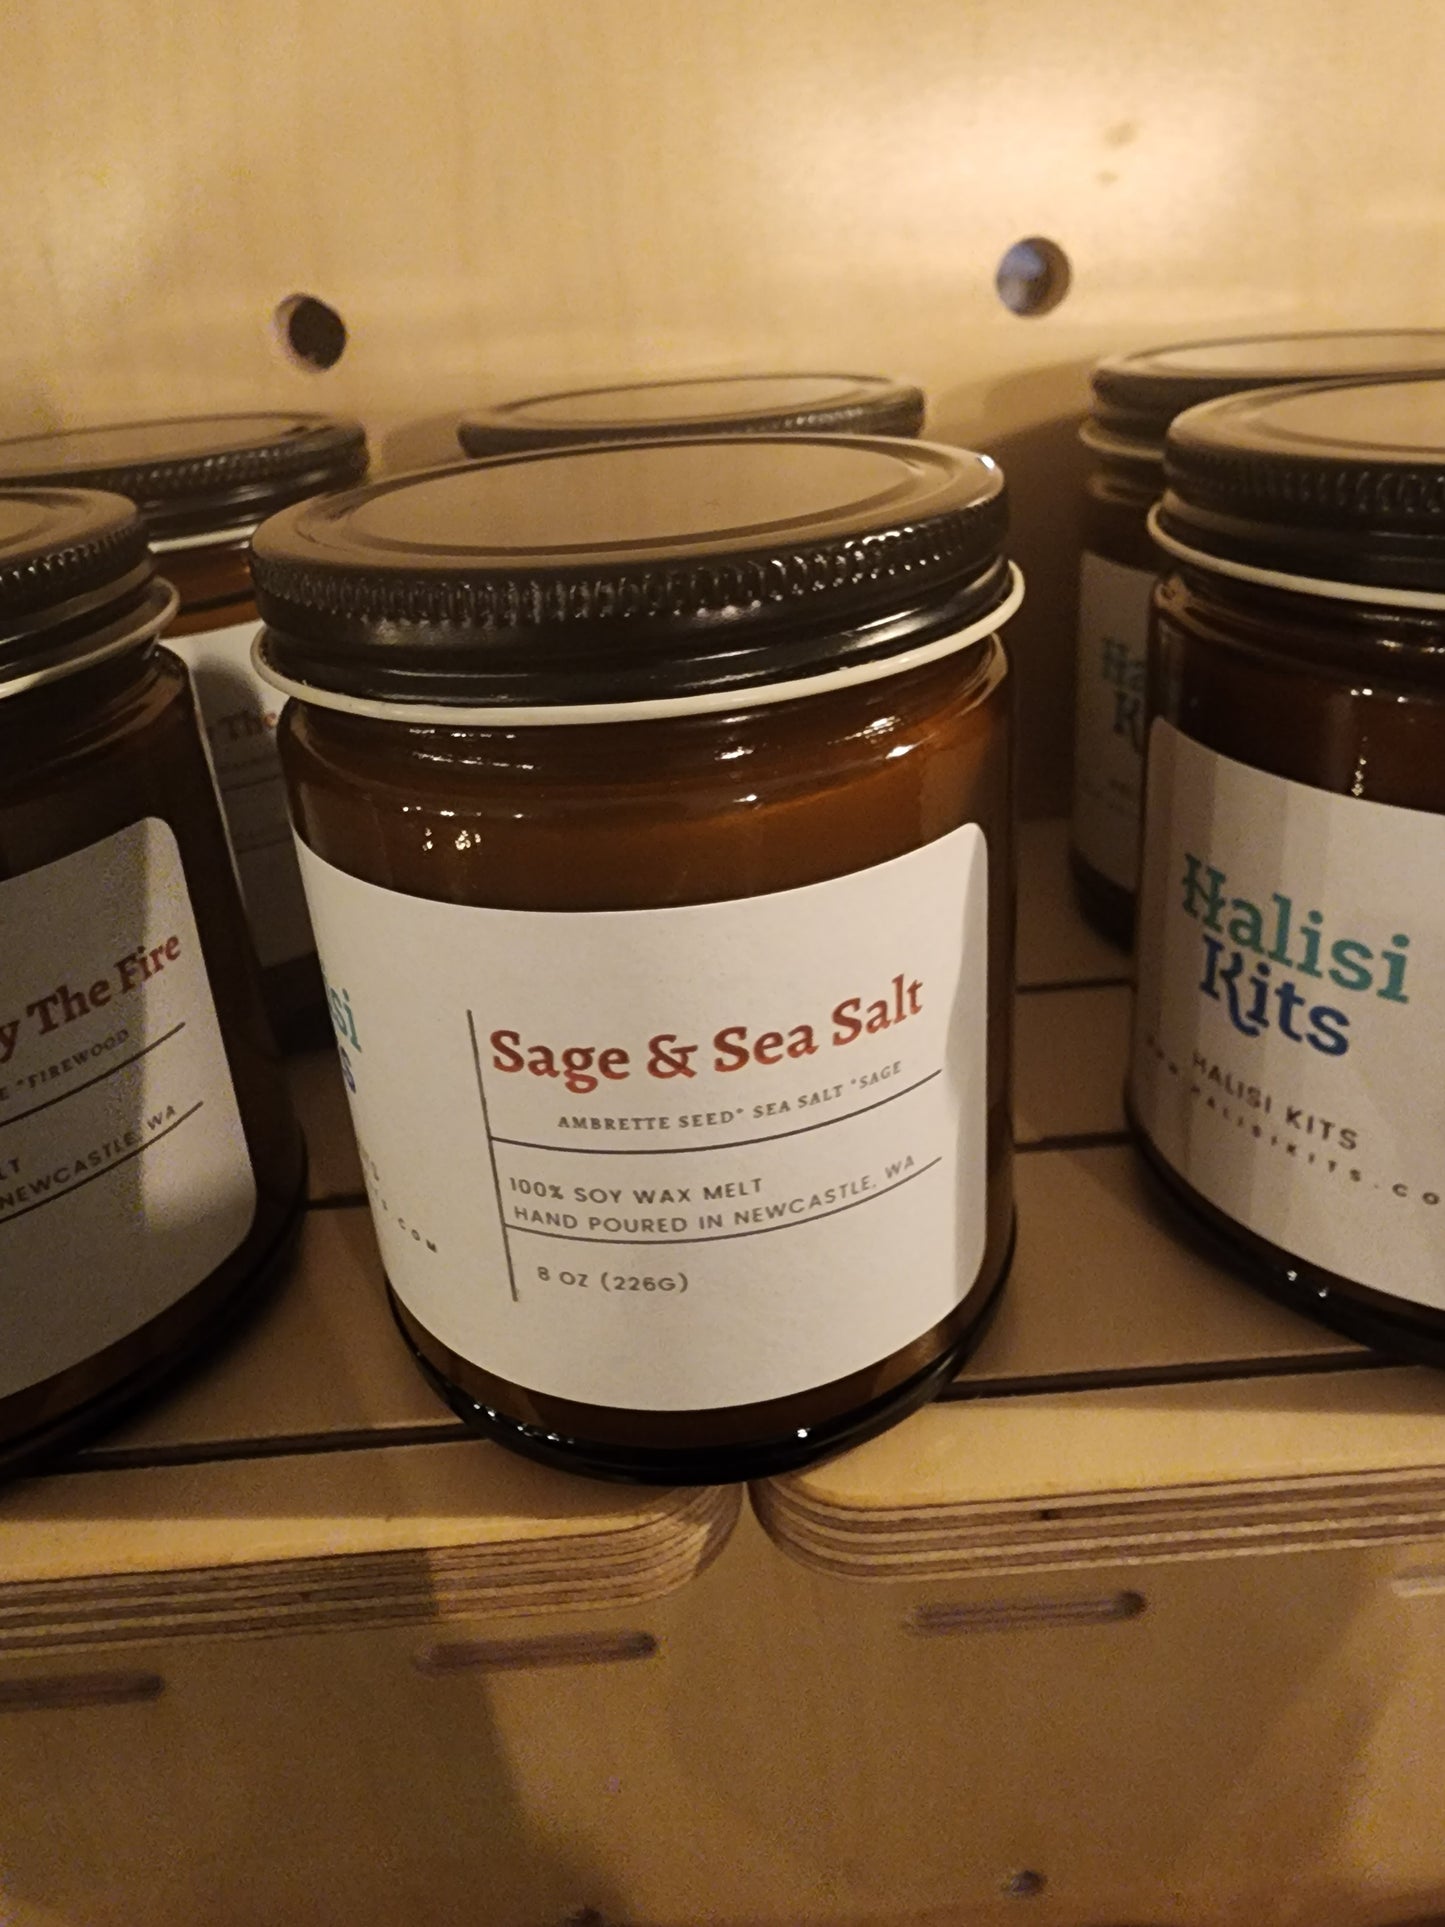 The Fire
*FIREWOOD
NEWCASTLE, WA
The
Sage & Sea Salt
AMBRETTE SEED* SEA SALT *SAGE
100% SOY WAX MELT
HAND POURED IN NEWCASTLE, WA
8 OZ (226G)
Halisi
Kits
HALISI KITS